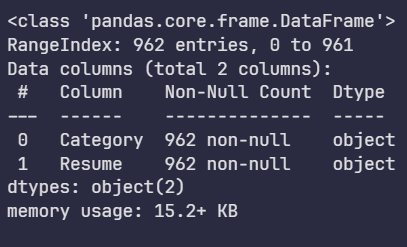 <class 'pandas.core.frame.DataFrame'>
RangeIndex: 962 entries, 0 to 961
Data columns (total 2 columns):
 #   Column    Non-Null Count  Dtype
---  ------    --------------  -----
 0   Category  962 non-null    object
 1   Resume    962 non-null    object
dtypes: object(2)
memory usage: 15.2+ KB